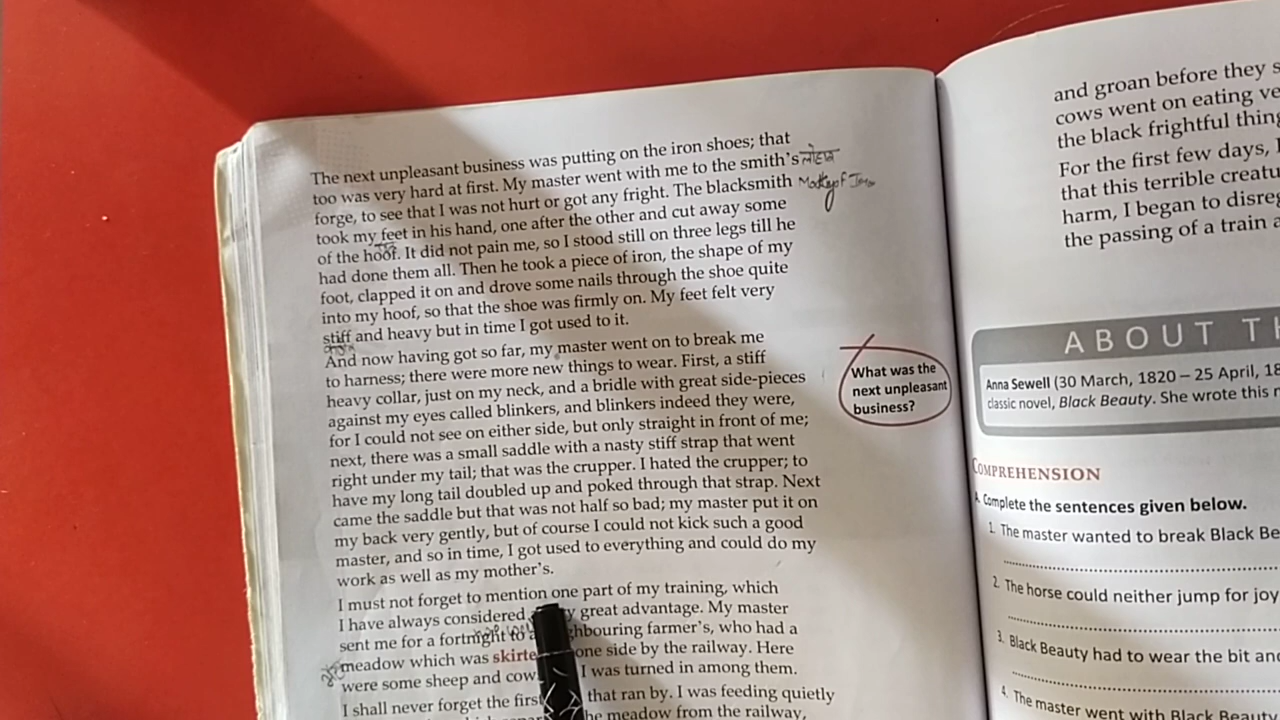 The next unpleasant business was putting on the iron shoes; that
too was very hard at first. My master went with me to the smith's
forge, to see that I was not hurt or got any fright. The blacksmith
took my feet in his hand, one after the other and cut away some
of the hoof. It did not pain me, so I stood still on three legs till he
had done them all. Then he took a piece of iron, the shape of my
foot, clapped it on and drove some nails through the shoe quite
into my hoof, so that the shoe was firmly on. My feet felt very
stiff and heavy but in time I got used to it.
And now having got so far, my master went on to break me
to harness; there were more new things to wear. First, a stiff
heavy collar, just on my neck, and a bridle with great side-pieces
against my eyes called blinkers, and blinkers indeed they were,
for I could not see on either side, but only straight in front of me;
next, there was a small saddle with a nasty stiff strap that went
right under my tail; that was the crupper. I hated the crupper; to
have my long tail doubled up and poked through that strap. Next
came the saddle but that was not half so bad; my master put it on
my back very gently, but of course I could not kick such a good
master, and so in time, I got used to everything and could do my
work as well as my mother's.
I must not forget to mention one part of my training, which
I have always considered great advantage. My master
sent me for a fortnight to a farmer's, who had a
meadow which was one side by the railway. Here
were some sheep and I was turned in among them.
I shall never forget the first that ran by. I was feeding quietly
the meadow from the railway,
What was the
next unpleasant
business?
and groan before they
cows went on eating
the black frightful
For the first few days,
that this terrible
harm, I began to
the passing of a train
ABOUT
Anna Sewell (30 March, 1820 – 25 April,
classic novel, Black Beauty. She wrote this
COMPREHENSION
A. Complete the sentences given below.
1. The master wanted to break Black
2. The horse could neither jump for joy
3. Black Beauty had to wear the bit
4. The master went with Black